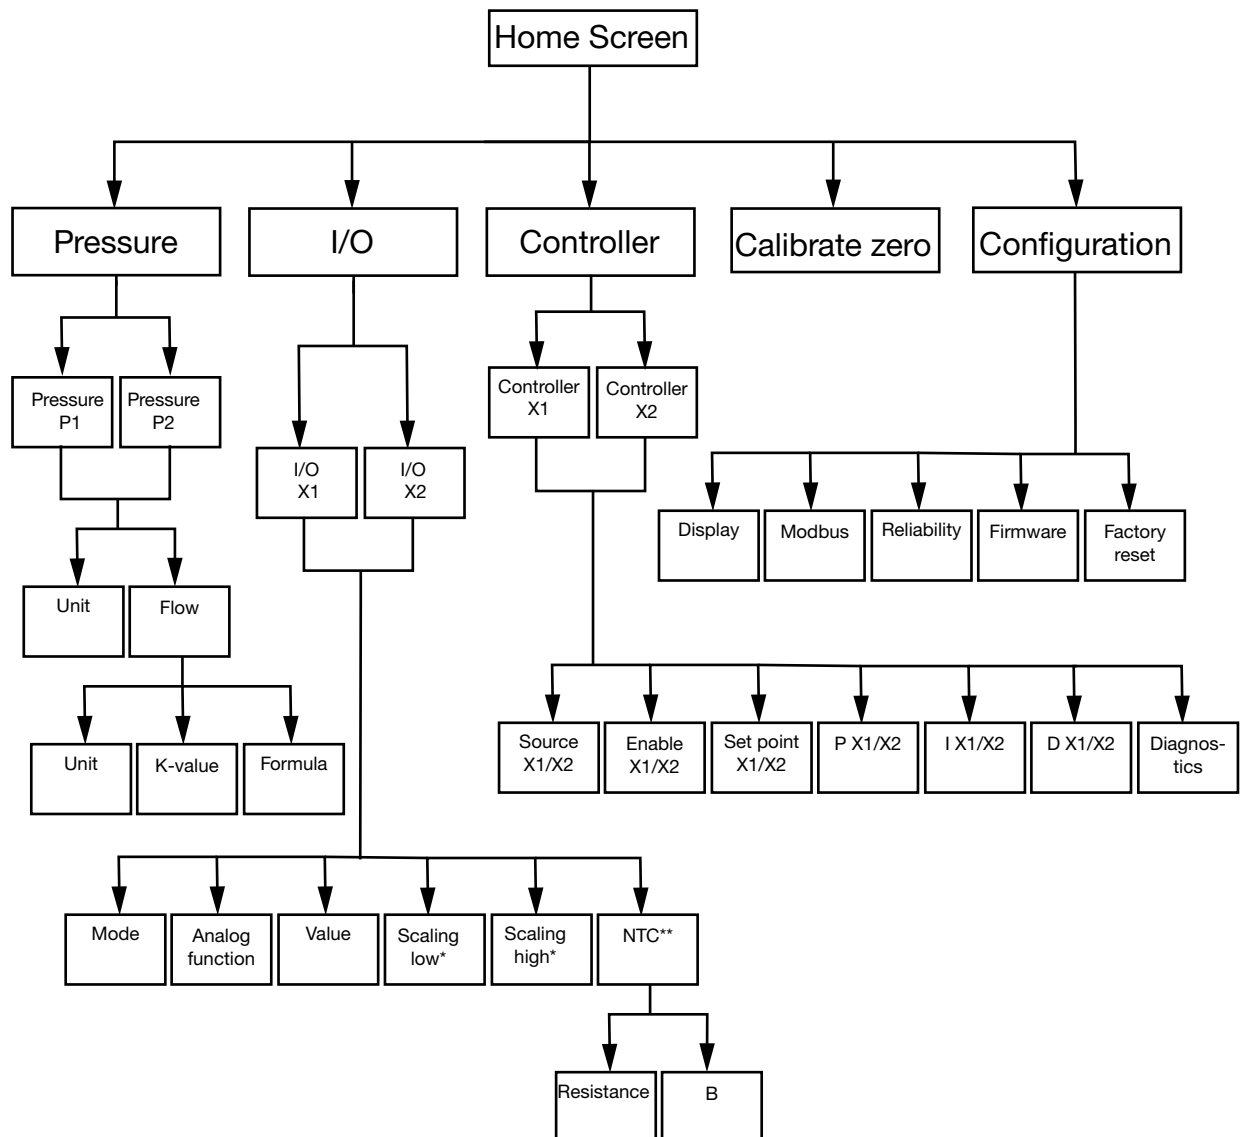 Home Screen
Pressure
I/O
Controller
Calibrate zero
Configuration
Pressure
P1
Pressure
P2
I/O
X1
I/O
X2
Controller
X1
Controller
X2
Display
Modbus
Reliability
Firmware
Factory
reset
Unit
Flow
Unit
K-value
Formula
Source
X1/X2
Enable
X1/X2
Set point
X1/X2
P X1/X2
I X1/X2
D X1/X2
Diagnos-
tics
Mode
Analog
function
Value
Scaling
low*
Scaling
high*
NTC**
Resistance
B